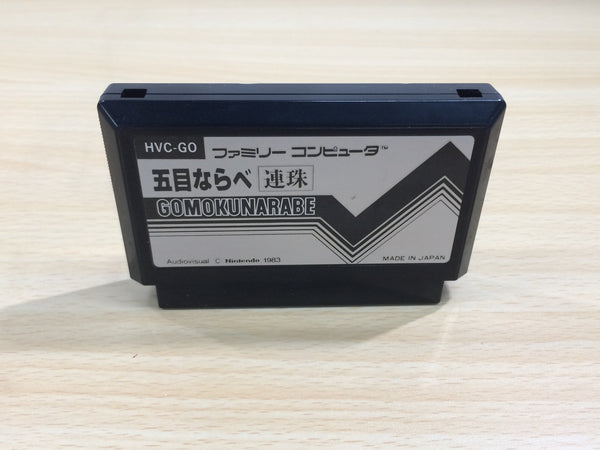 HVC-GO ファミリー コンピュータ™
五目ならべ 連珠
GOMOKUNARABE
Audiovisual © Nintendo 1983 MADE IN JAPAN